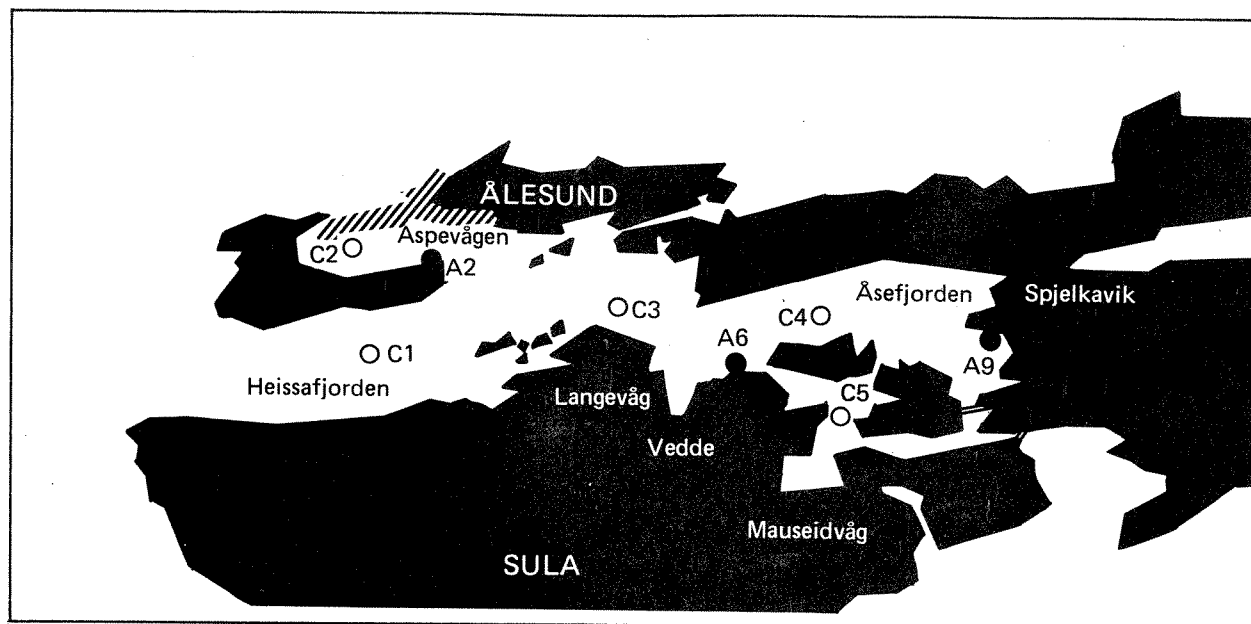 ÅLESUND
C2
Aspevågen
A2
C3
Åsefjorden
Spjelkavik
C4
A6
A9
C1
Heissafjorden
C5
Langevåg
Vedde
Mauseidvåg
SULA